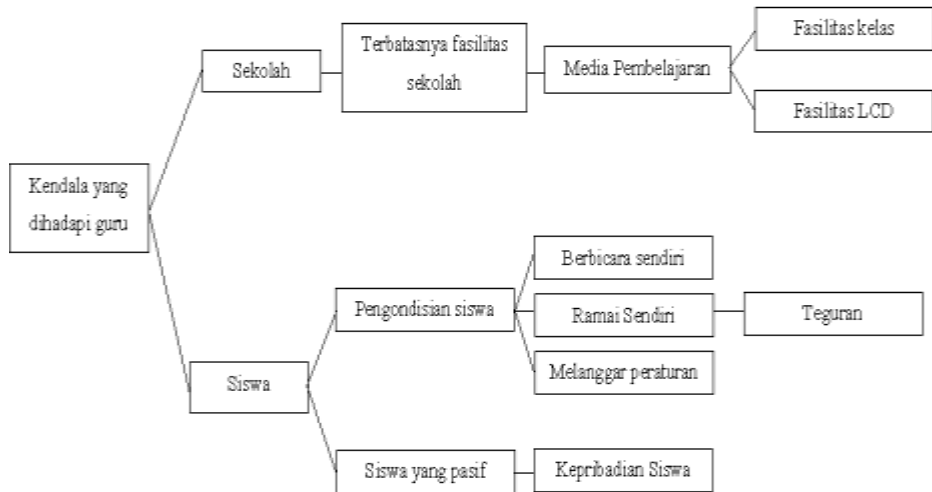 Fasilitas kelas
Sekolah
Terbatasnya fasilitas
sekolah
Media Pembelajaran
Fasilitas LCD
Kendala yang
dihadapi guru
Berbicara sendiri
Pengondisian siswa
Ramai Sendiri
Teguran
Siswa
Melanggar peraturan
Siswa yang pasif
Kepribadian Siswa